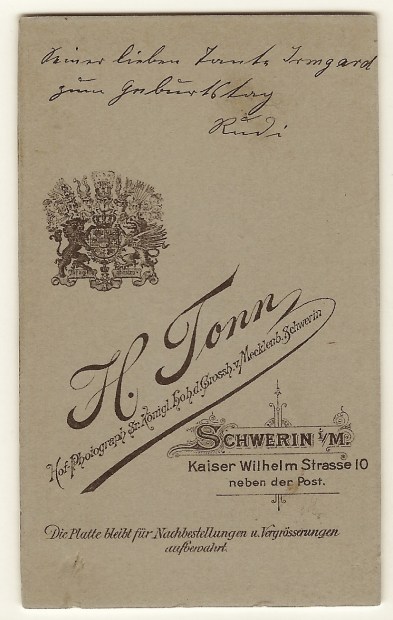 Seiner lieben Tante Irmgard
zum Geburtstag
Rudi
H. Tonn
Hof-Photograph Sr. Königl. Hoh. d. Grossh. v. Mecklenb. Schwerin
SCHWERIN i/M.
Kaiser Wilhelm Strasse 10
neben der Post.
Die Platte bleibt für Nachbestellungen u. Vergrösserungen
aufbewahrt.